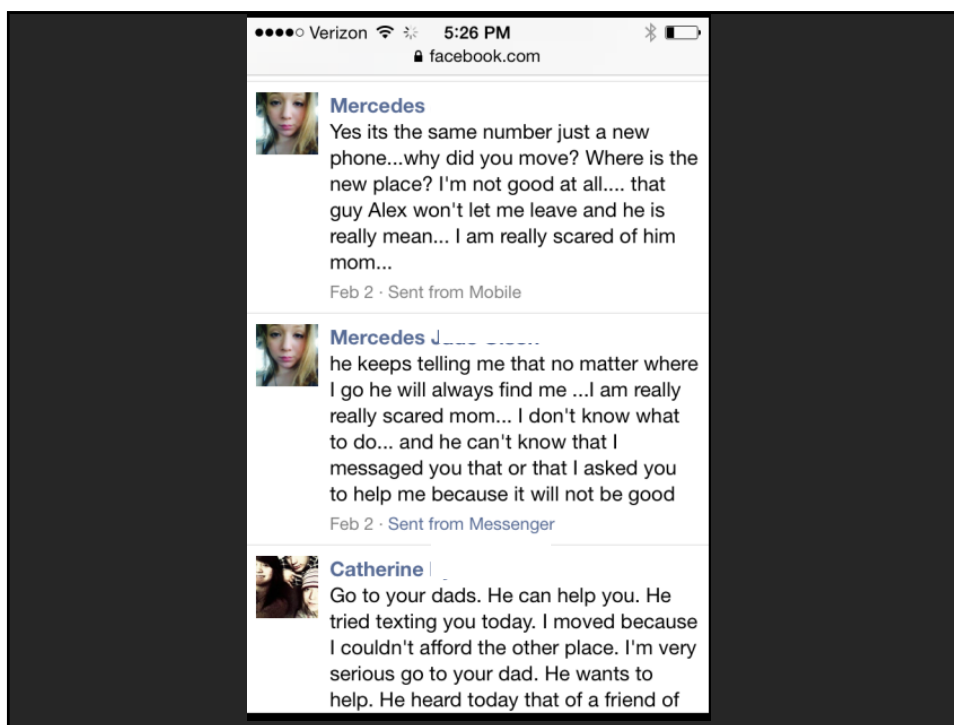 Verizon 5:26 PM
facebook.com
Mercedes
Yes its the same number just a new
phone...why did you move? Where is the
new place? I'm not good at all.... that
guy Alex won't let me leave and he is
really mean... I am really scared of him
mom...
Feb 2 · Sent from Mobile
Mercedes
he keeps telling me that no matter where
I go he will always find me ...I am really
really scared mom... I don't know what
to do... and he can't know that I
messaged you that or that I asked you
to help me because it will not be good
Feb 2 · Sent from Messenger
Catherine
Go to your dads. He can help you. He
tried texting you today. I moved because
I couldn't afford the other place. I'm very
serious go to your dad. He wants to
help. He heard today that of a friend of